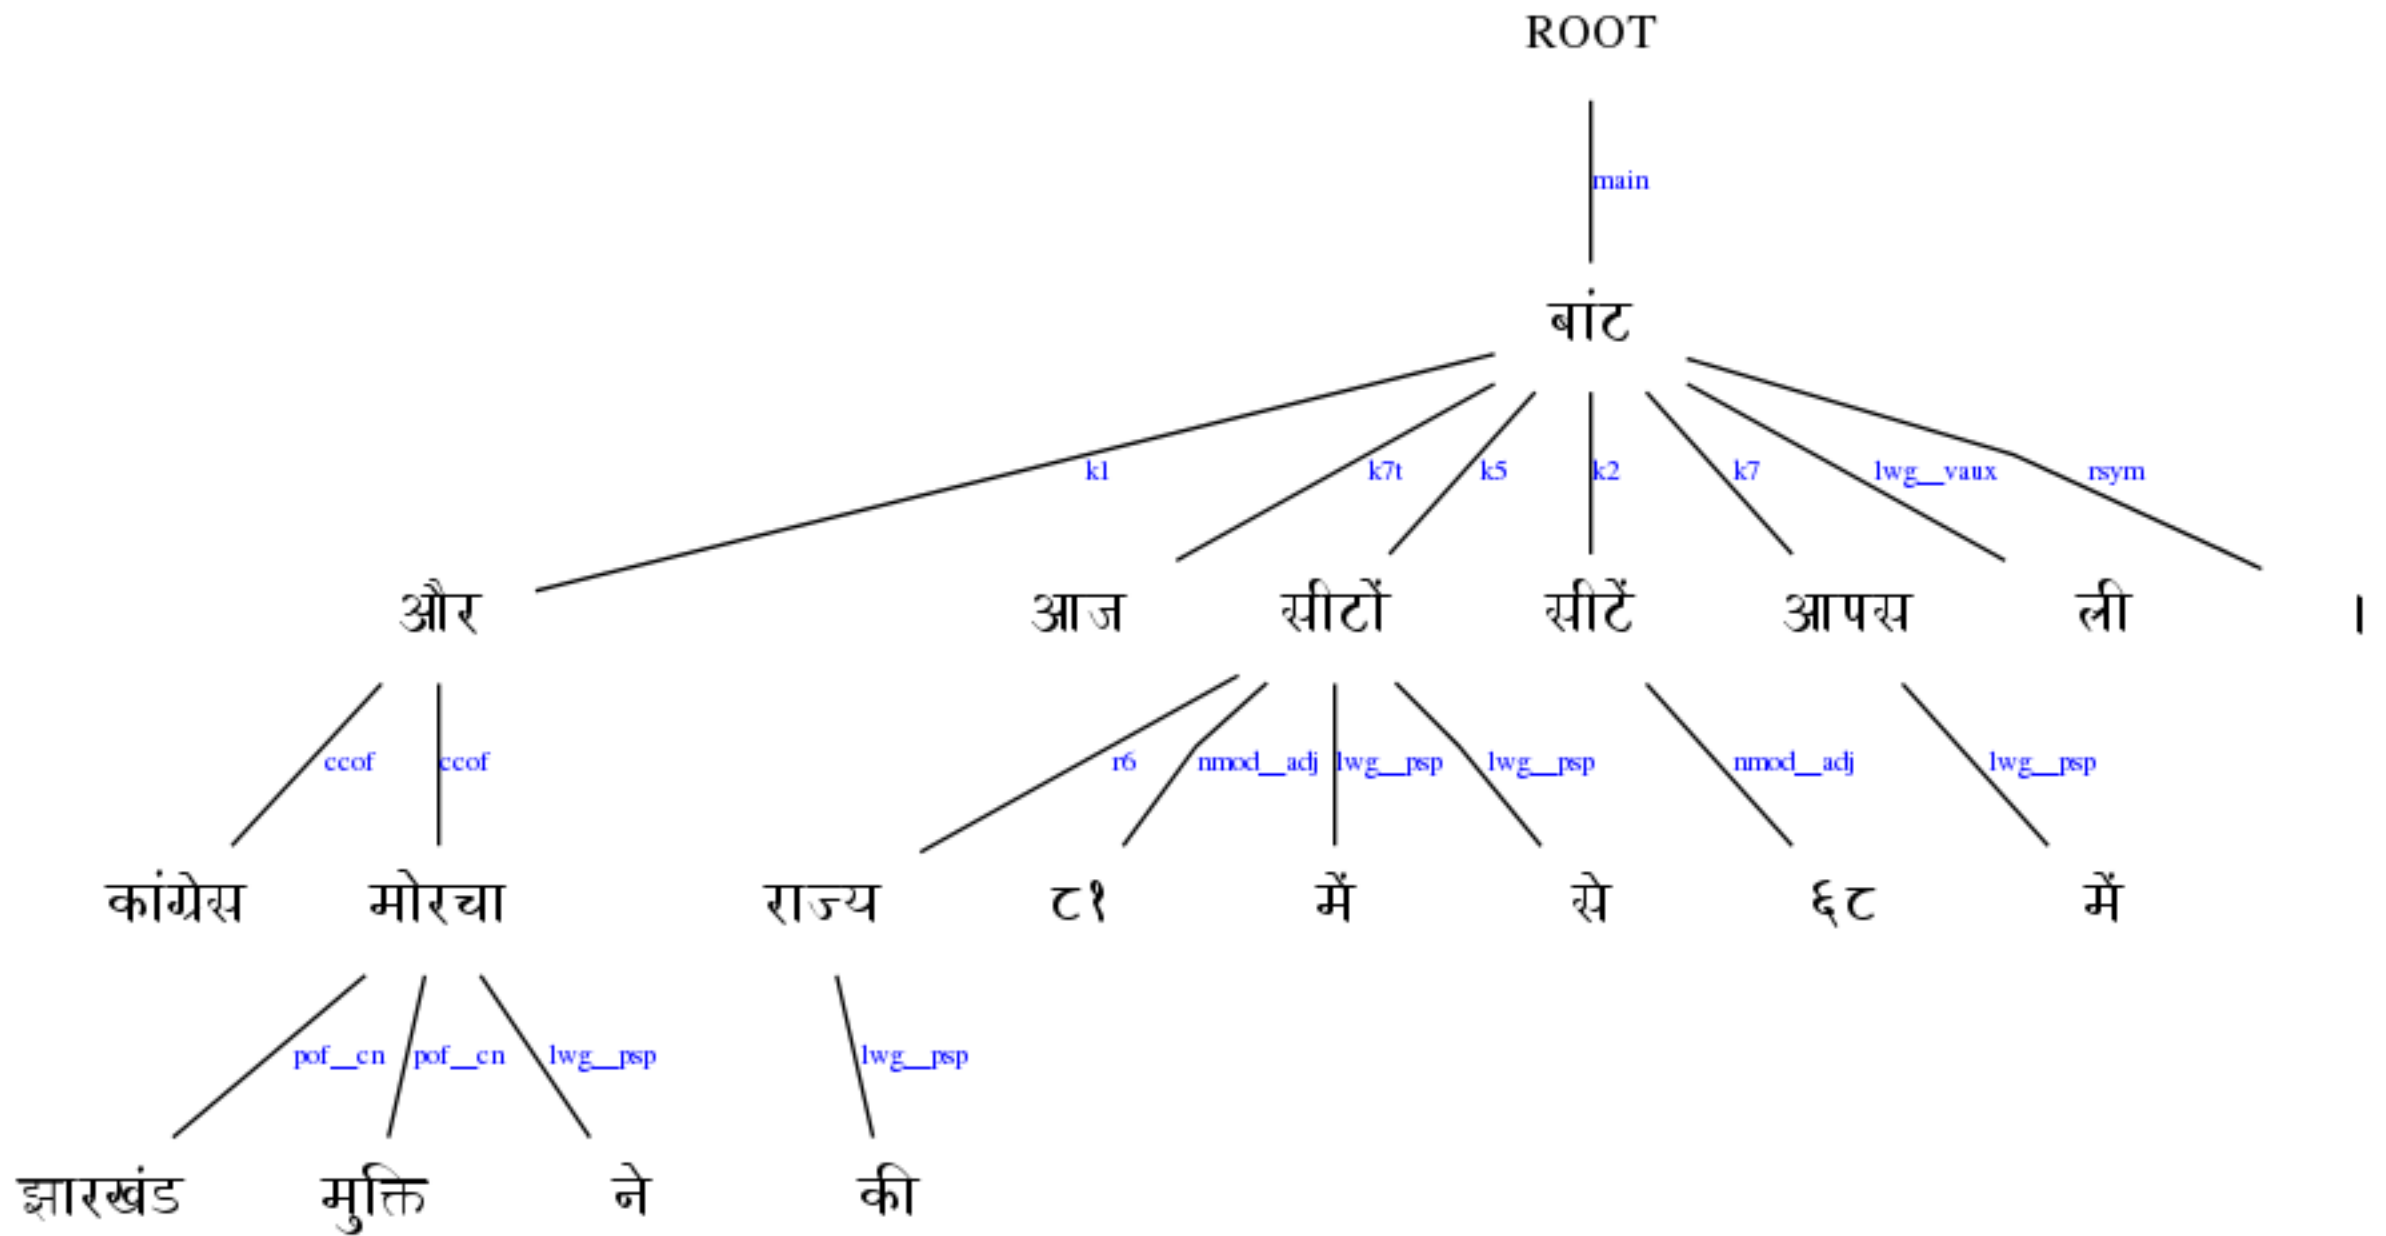 ROOT
main
बांट
k1 k7t k5 k2 k7 lwg__vaux rsym
और आज सीटों सीटें आपस ली ।
ccof ccof r6 nmod__adj lwg__psp lwg__psp nmod__adj lwg__psp
कांग्रेस मोरचा राज्य ८१ में से ६८ में
pof__cn pof__cn lwg__psp lwg__psp
झारखंड मुक्ति ने की